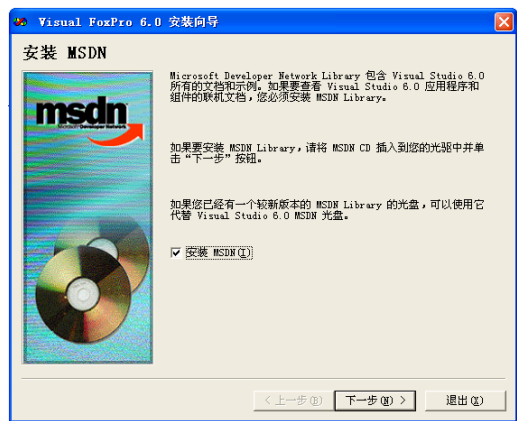 Visual FoxPro 6.0 安装向导
安装 MSDN
msdn
Microsoft Developer Network
Microsoft Developer Network Library 包含 Visual Studio 6.0
所有的文档和示例。如果要查看 Visual Studio 6.0 应用程序和
组件的联机文档，您必须安装 MSDN Library。
如果要安装 MSDN Library，请将 MSDN CD 插入到您的光驱中并单
击“下一步”按钮。
如果您已经有一个较新版本的 MSDN Library 的光盘，可以使用它
代替 Visual Studio 6.0 MSDN 光盘。
安装 MSDN(I)
< 上一步(B) 下一步(N) > 退出(X)